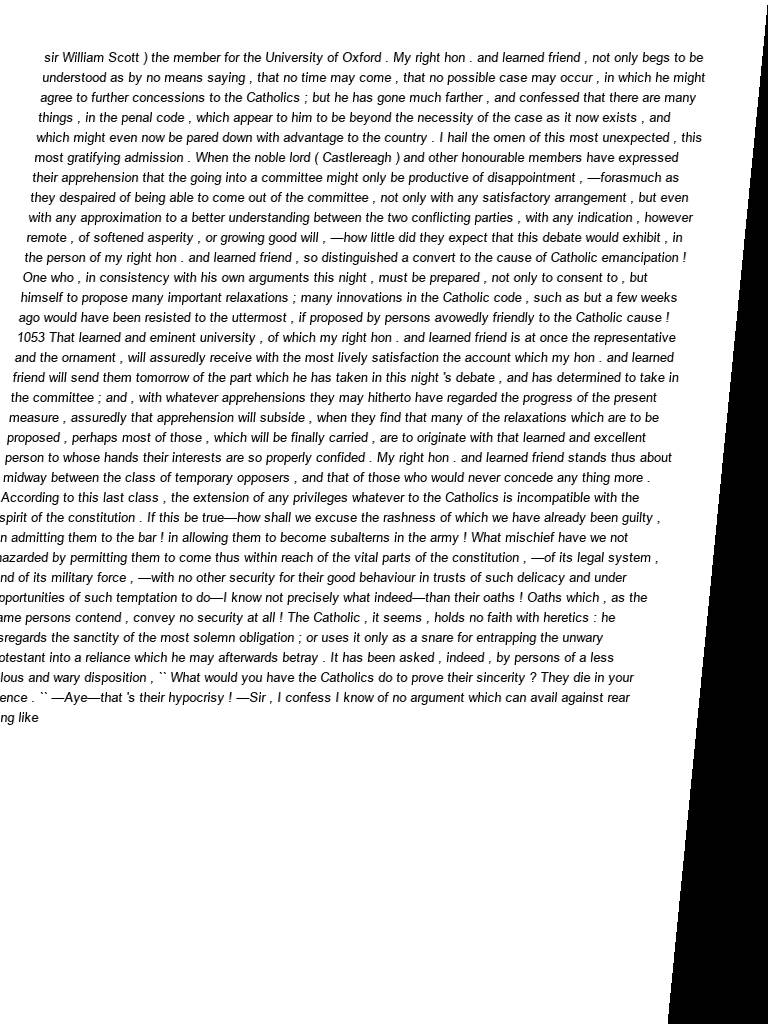 sir William Scott ) the member for the University of Oxford . My right hon . and learned friend , not only begs to be
understood as by no means saying , that no time may come , that no possible case may occur , in which he might
agree to further concessions to the Catholics ; but he has gone much farther , and confessed that there are many
things , in the penal code , which appear to him to be beyond the necessity of the case as it now exists , and
which might even now be pared down with advantage to the country . I hail the omen of this most unexpected , this
most gratifying admission . When the noble lord ( Castlereagh ) and other honourable members have expressed
their apprehension that the going into a committee might only be productive of disappointment , —forasmuch as
they despaired of being able to come out of the committee , not only with any satisfactory arrangement , but even
with any approximation to a better understanding between the two conflicting parties , with any indication , however
remote , of softened asperity , or growing good will , —how little did they expect that this debate would exhibit , in
the person of my right hon . and learned friend , so distinguished a convert to the cause of Catholic emancipation !
One who , in consistency with his own arguments this night , must be prepared , not only to consent to , but
himself to propose many important relaxations ; many innovations in the Catholic code , such as but a few weeks
ago would have been resisted to the uttermost , if proposed by persons avowedly friendly to the Catholic cause !
1053 That learned and eminent university , of which my right hon . and learned friend is at once the representative
and the ornament , will assuredly receive with the most lively satisfaction the account which my hon . and learned
friend will send them tomorrow of the part which he has taken in this night 's debate , and has determined to take in
the committee ; and , with whatever apprehensions they may hitherto have regarded the progress of the present
measure , assuredly that apprehension will subside , when they find that many of the relaxations which are to be
proposed , perhaps most of those , which will be finally carried , are to originate with that learned and excellent
person to whose hands their interests are so properly confided . My right hon . and learned friend stands thus about
midway between the class of temporary opposers , and that of those who would never concede any thing more .
According to this last class , the extension of any privileges whatever to the Catholics is incompatible with the
spirit of the constitution . If this be true—how shall we excuse the rashness of which we have already been guilty ,
n admitting them to the bar ! in allowing them to become subalterns in the army ! What mischief have we not
hazarded by permitting them to come thus within reach of the vital parts of the constitution , —of its legal system ,
nd of its military force , —with no other security for their good behaviour in trusts of such delicacy and under
pportunities of such temptation to do—I know not precisely what indeed—than their oaths ! Oaths which , as the
ame persons contend , convey no security at all ! The Catholic , it seems , holds no faith with heretics : he
sregards the sanctity of the most solemn obligation ; or uses it only as a snare for entrapping the unwary
otestant into a reliance which he may afterwards betray . It has been asked , indeed , by persons of a less
lous and wary disposition , `` What would you have the Catholics do to prove their sincerity ? They die in your
ence . `` —Aye—that 's their hypocrisy ! —Sir , I confess I know of no argument which can avail against rear
ng like